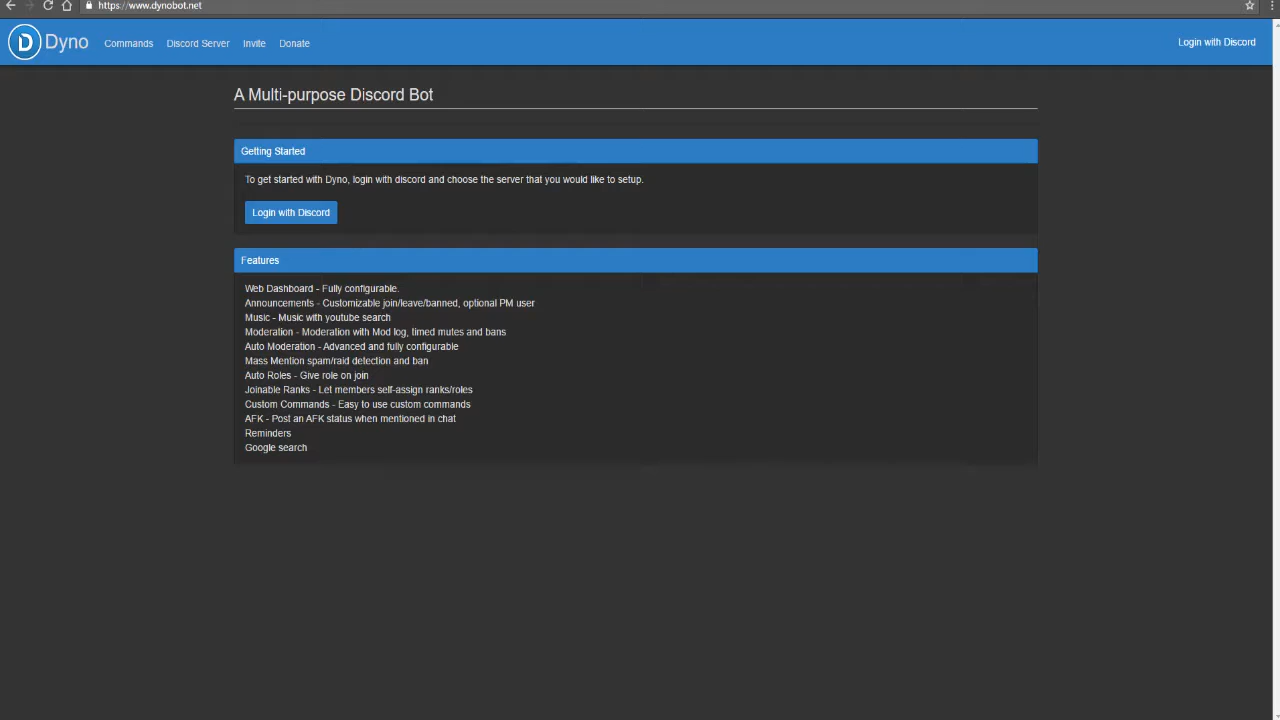 https://www.dynobot.net
Dyno Commands Discord Server Invite Donate Login with Discord
A Multi-purpose Discord Bot
Getting Started
To get started with Dyno, login with discord and choose the server that you would like to setup.
Login with Discord
Features
Web Dashboard - Fully configurable.
Announcements - Customizable join/leave/banned, optional PM user
Music - Music with youtube search
Moderation - Moderation with Mod log, timed mutes and bans
Auto Moderation - Advanced and fully configurable
Mass Mention spam/raid detection and ban
Auto Roles - Give role on join
Joinable Ranks - Let members self-assign ranks/roles
Custom Commands - Easy to use custom commands
AFK - Post an AFK status when mentioned in chat
Reminders
Google search